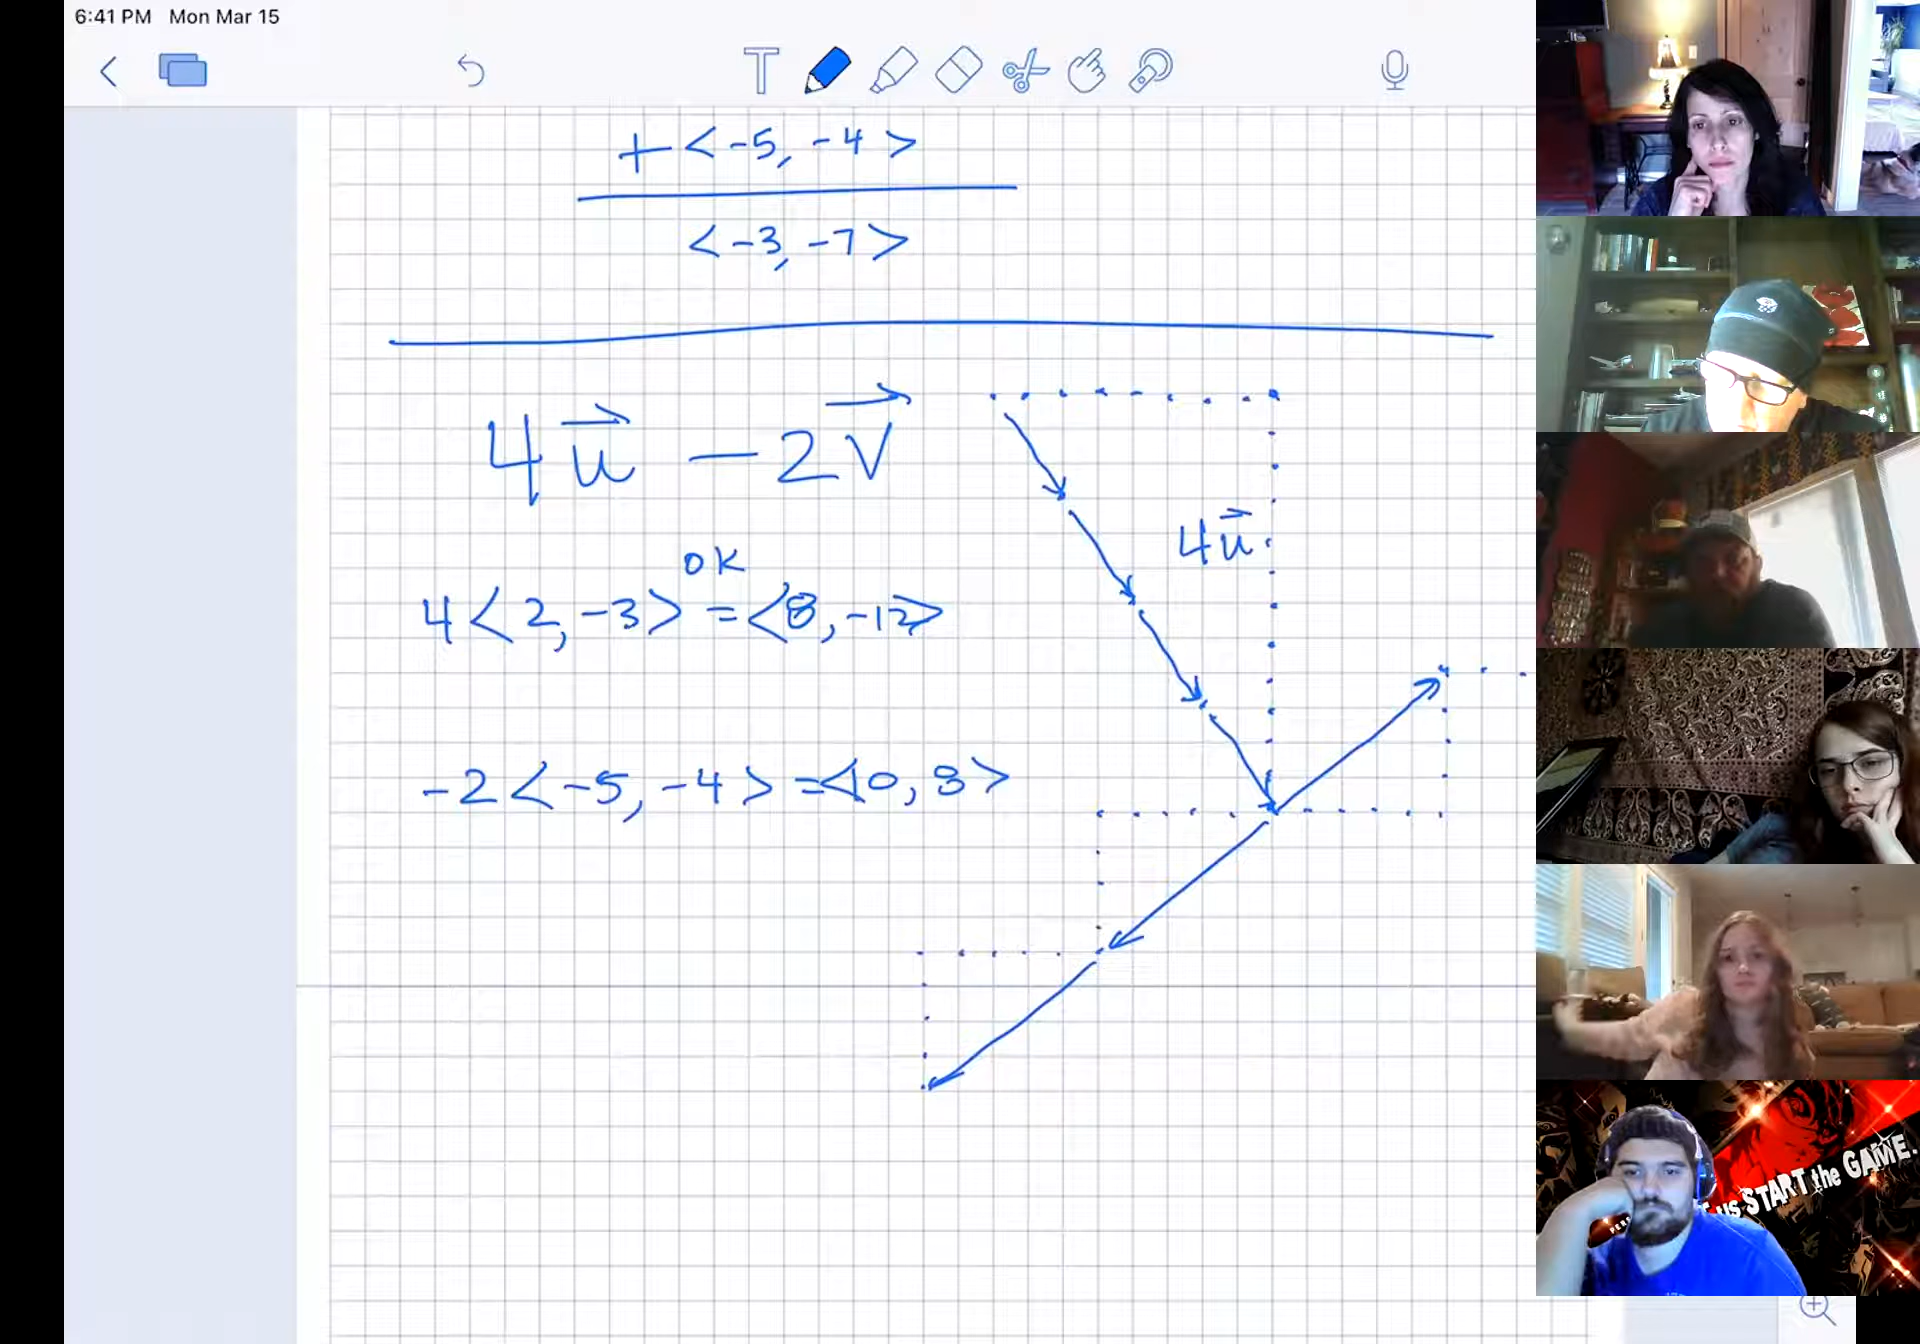 6:41 PM Mon Mar 15
T
+ < -5, -4 >
< -3, -7 >
4u - 2v
OK
4 < 2, -3 > = < 8, -12 >
4u
-2 < -5, -4 > = <10, 8 >
US START the GAME.